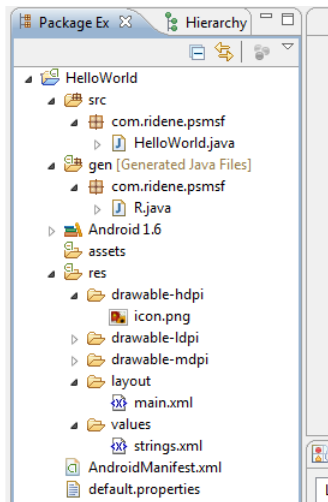 Package Ex Hierarchy
HelloWorld
src
com.ridene.psmsf
HelloWorld.java
gen [Generated Java Files]
com.ridene.psmsf
R.java
Android 1.6
assets
res
drawable-hdpi
icon.png
drawable-ldpi
drawable-mdpi
layout
main.xml
values
strings.xml
AndroidManifest.xml
default.properties